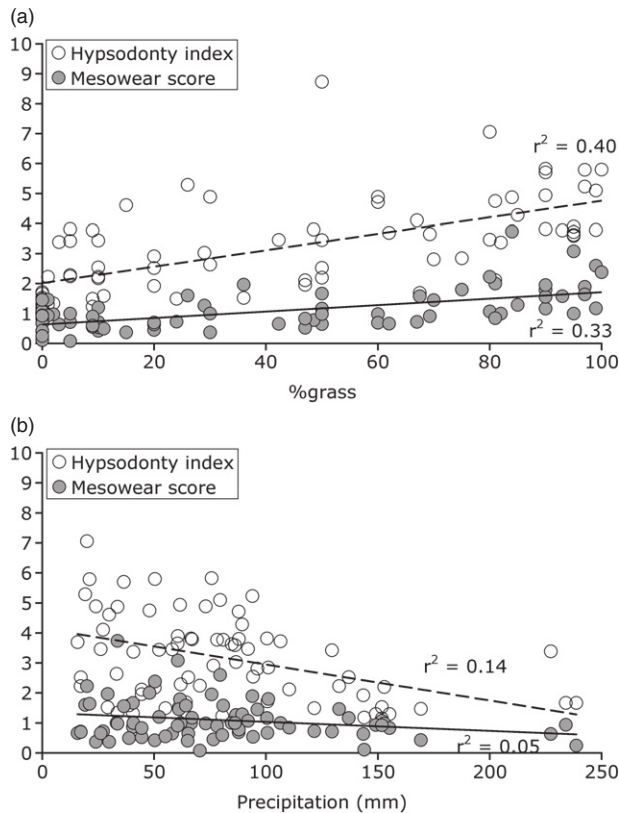 (a)
10
9
8
7
6
5
4
3
2
1
0
Hypsodonty index
Mesowear score
r² = 0.40
r² = 0.33
0 20 40 60 80 100
%grass
(b)
10
9
8
7
6
5
4
3
2
1
0
Hypsodonty index
Mesowear score
r² = 0.14
r² = 0.05
0 50 100 150 200 250
Precipitation (mm)